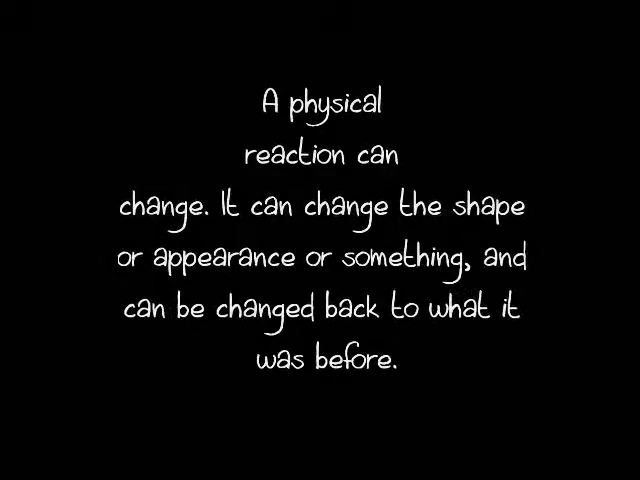 A physical
reaction can
change. It can change the shape
or appearance or something, and
can be changed back to what it
was before.